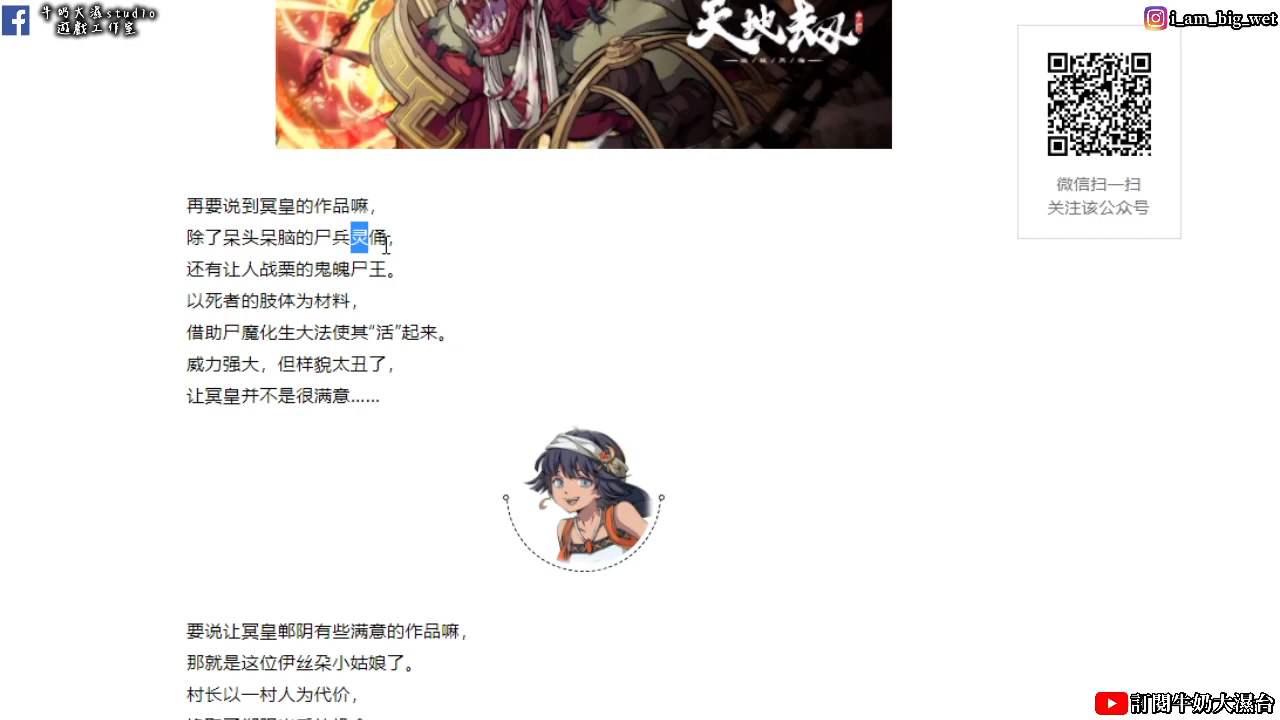 牛奶大濕studio
遊戲工作室
i_am_big_wet
天地劫
微信扫一扫
关注该公众号
再要说到冥皇的作品嘛，
除了呆头呆脑的尸兵灵俑，
还有让人战栗的鬼魄尸王。
以死者的肢体为材料，
借助尸魔化生大法使其“活”起来。
威力强大，但样貌太丑了，
让冥皇并不是很满意……
要说让冥皇郸阴有些满意的作品嘛，
那就是这位伊丝朶小姑娘了。
村长以一村人为代价，
訂閱牛奶大濕台